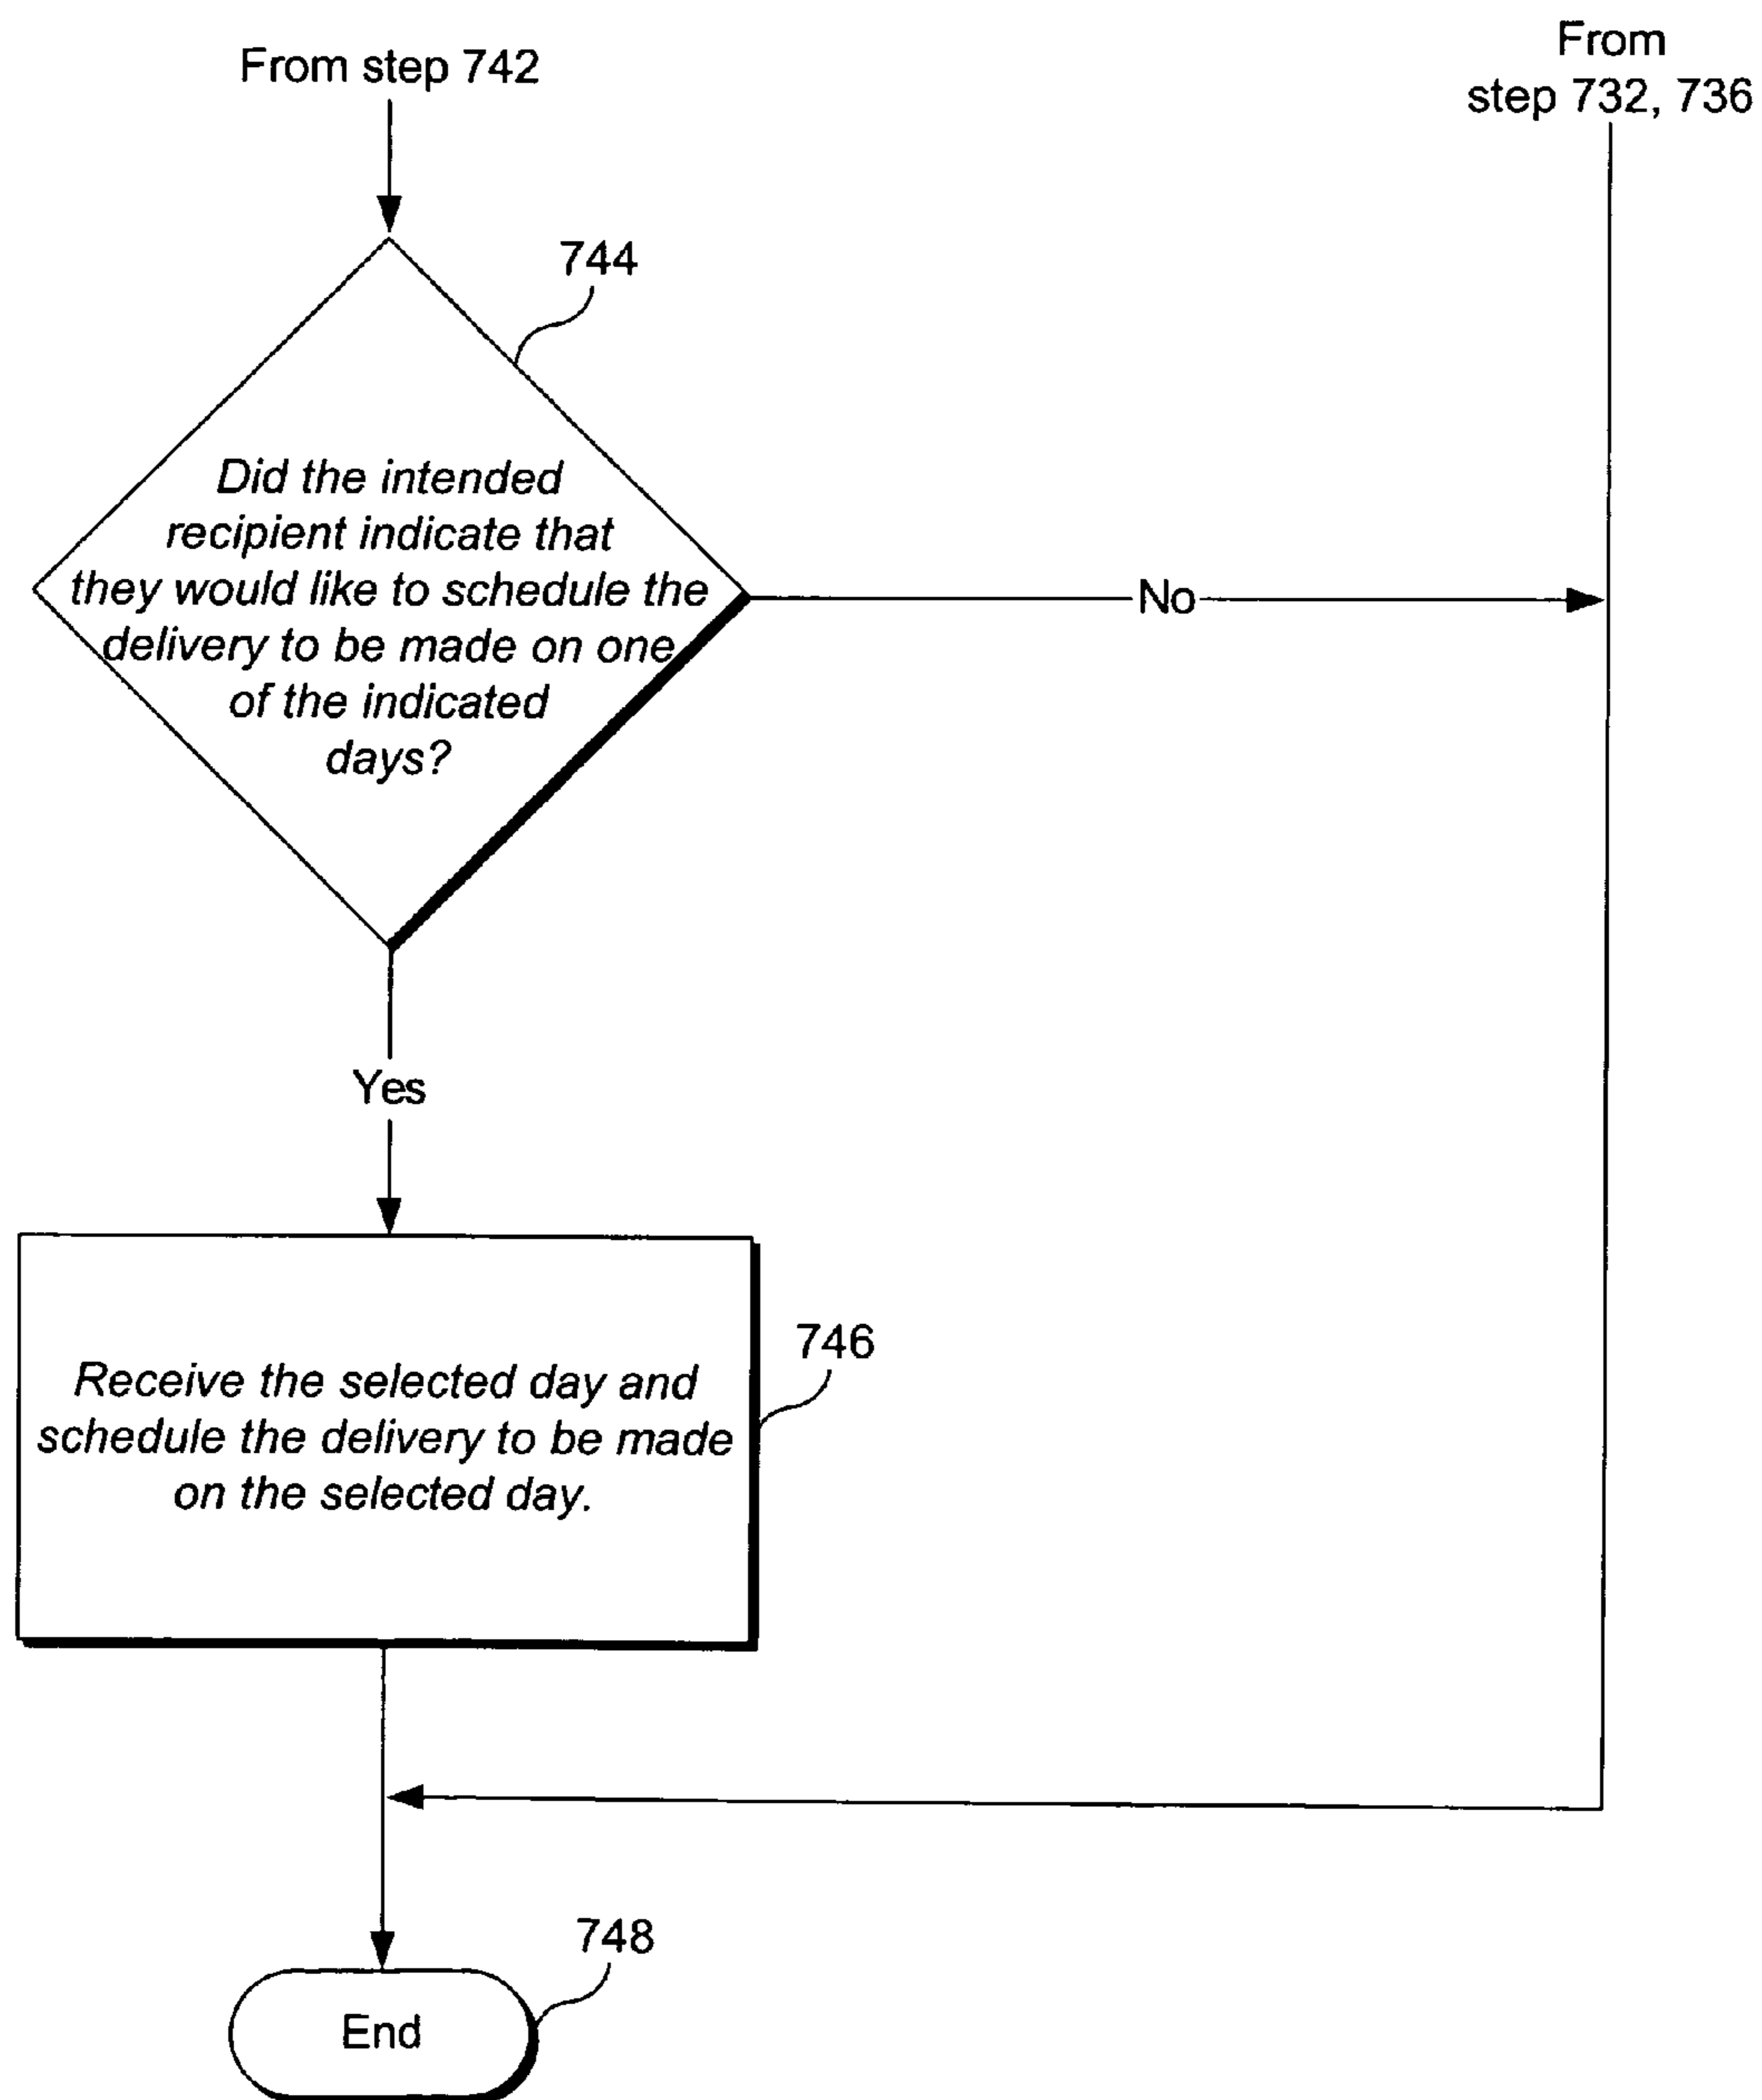 From step 742
From
step 732, 736
744
Did the intended
recipient indicate that
they would like to schedule the
delivery to be made on one
of the indicated
days?
No
Yes
746
Receive the selected day and
schedule the delivery to be made
on the selected day.
748
End